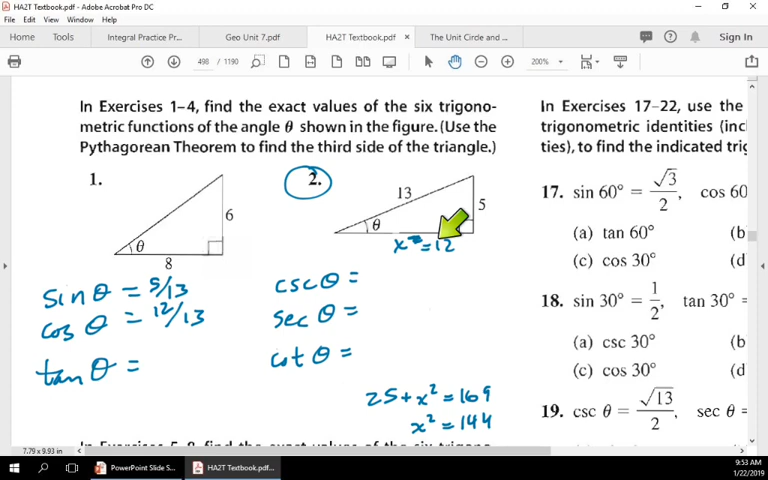 HA2T Textbook.pdf - Adobe Acrobat Pro DC
File Edit View Window Help
Home Tools Integral Practice Pr... Geo Unit 7.pdf HA2T Textbook.pdf × The Unit Circle and ... Sign In
498 / 1190 200%
In Exercises 1–4, find the exact values of the six trigono-
metric functions of the angle θ shown in the figure. (Use the
Pythagorean Theorem to find the third side of the triangle.)
1.
6
θ
8
2.
13
5
θ
x = 12
sin θ = 5/13
cos θ = 12/13
tan θ =
csc θ =
sec θ =
cot θ =
25 + x² = 169
x² = 144
In Exercises 17–22, use the
trigonometric identities (inc
ties), to find the indicated trig
17. sin 60° = √3/2, cos 60
(a) tan 60° (b
(c) cos 30° (d
18. sin 30° = 1/2, tan 30° =
(a) csc 30° (b
(c) cos 30° (d
19. csc θ = √13/2, sec θ =
7.79 x 9.93 in
PowerPoint Slide S... HA2T Textbook.pdf... 9:53 AM
1/22/2019